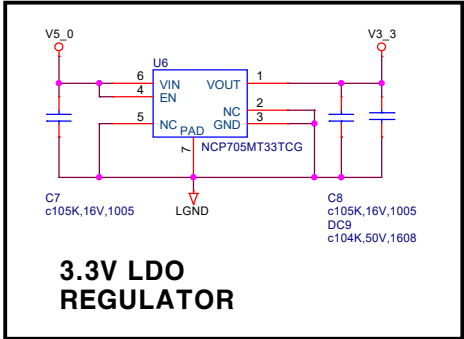 V5_0
V3_3
U6
6
VIN
VOUT
1
4
EN
NC
2
5
NC
GND
3
PAD
7
NCP705MT33TCG
C7
c105K,16V,1005
LGND
C8
c105K,16V,1005
DC9
c104K,50V,1608
3.3V LDO
REGULATOR